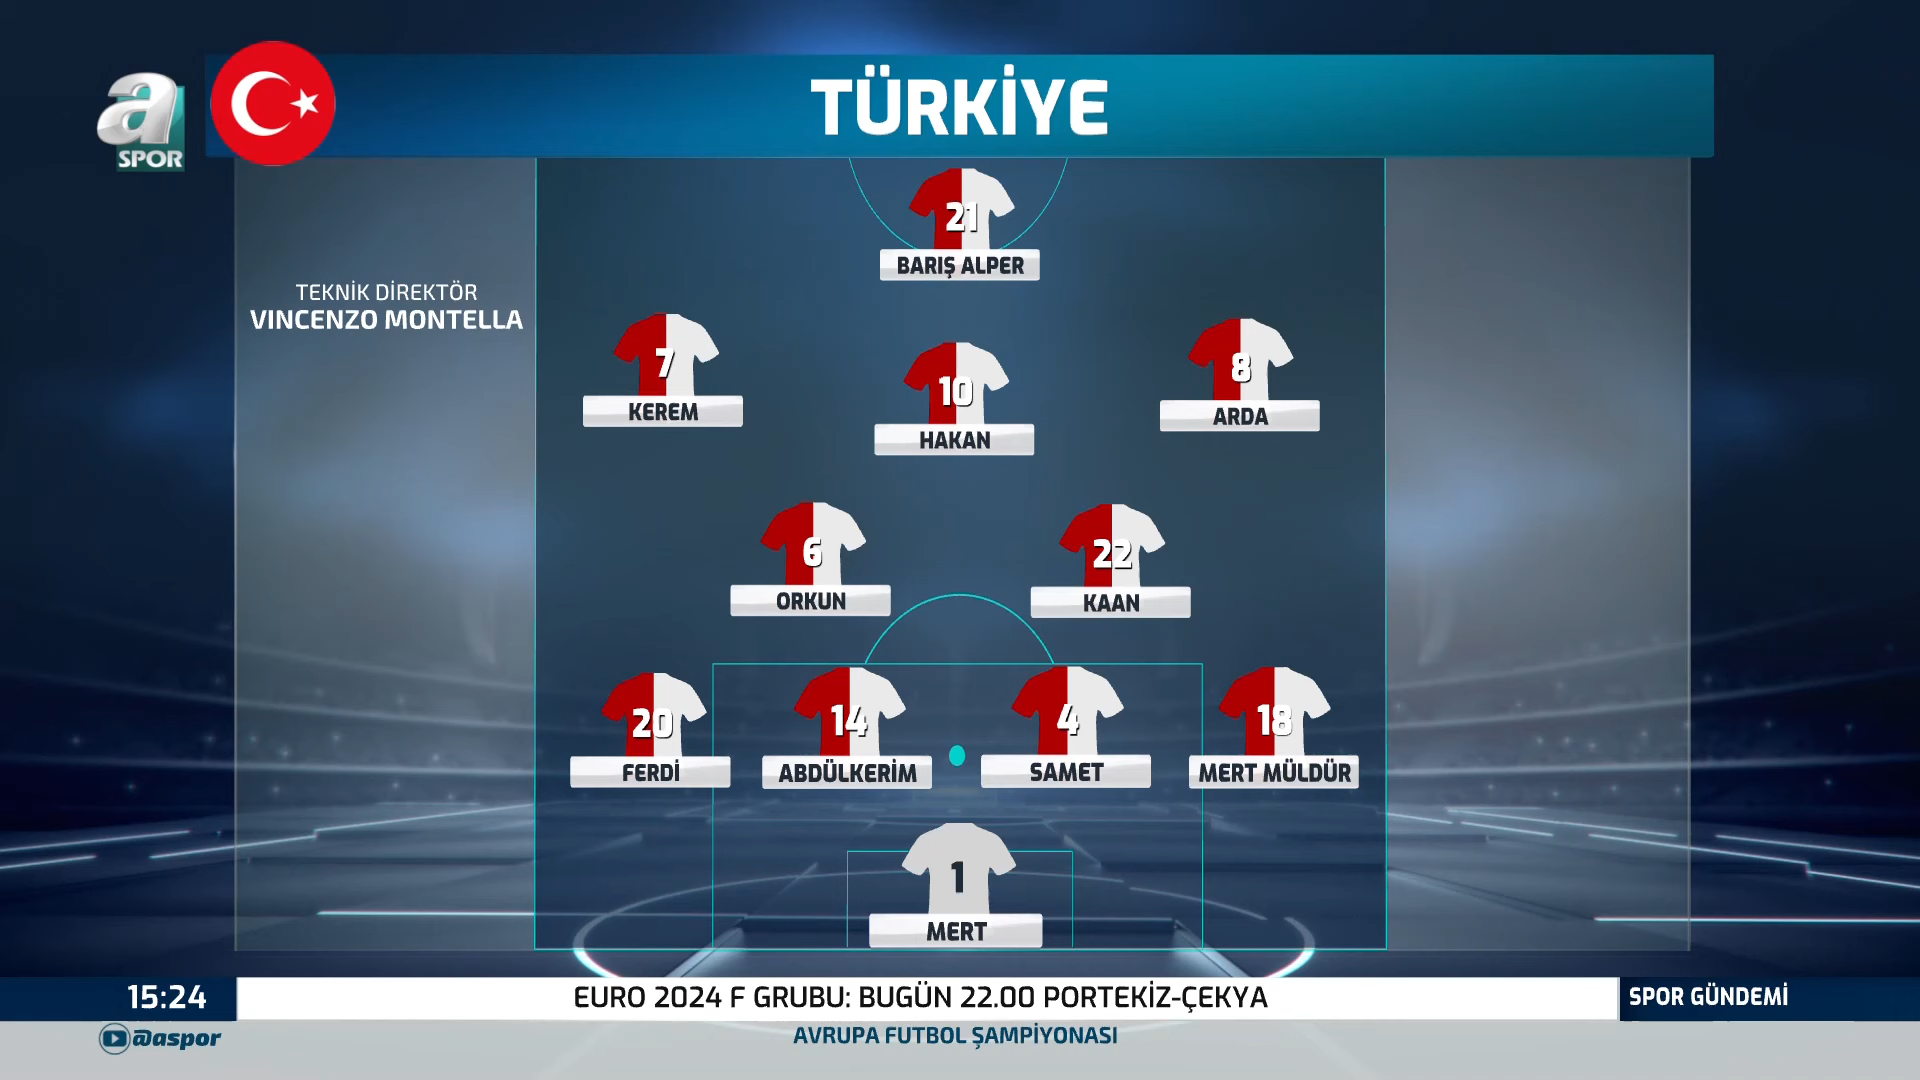 a
SPOR
TÜRKİYE
TEKNİK DİREKTÖR
VINCENZO MONTELLA
21
BARIŞ ALPER
7
KEREM
10
HAKAN
8
ARDA
6
ORKUN
22
KAAN
20
FERDİ
14
ABDÜLKERİM
4
SAMET
18
MERT MÜLDÜR
1
MERT
15:24
EURO 2024 F GRUBU: BUGÜN 22.00 PORTEKİZ-ÇEKYA
SPOR GÜNDEMİ
@aspor
AVRUPA FUTBOL ŞAMPİYONASI